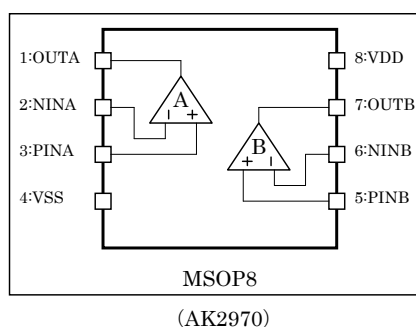 1:OUTA
8:VDD
A
2:NINA
7:OUTB
− +
3:PINA
B
6:NINB
+ −
4:VSS
5:PINB
MSOP8
(AK2970)